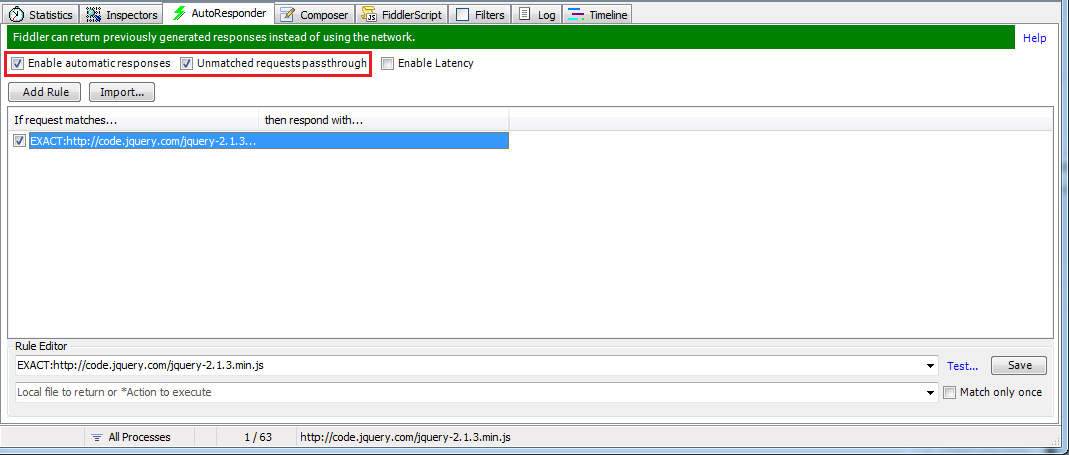 Statistics Inspectors AutoResponder Composer FiddlerScript Filters Log Timeline
Fiddler can return previously generated responses instead of using the network. Help
Enable automatic responses Unmatched requests passthrough Enable Latency
Add Rule Import...
If request matches... then respond with...
EXACT:http://code.jquery.com/jquery-2.1.3...
Rule Editor
EXACT:http://code.jquery.com/jquery-2.1.3.min.js Test... Save
Local file to return or *Action to execute Match only once
All Processes 1 / 63 http://code.jquery.com/jquery-2.1.3.min.js